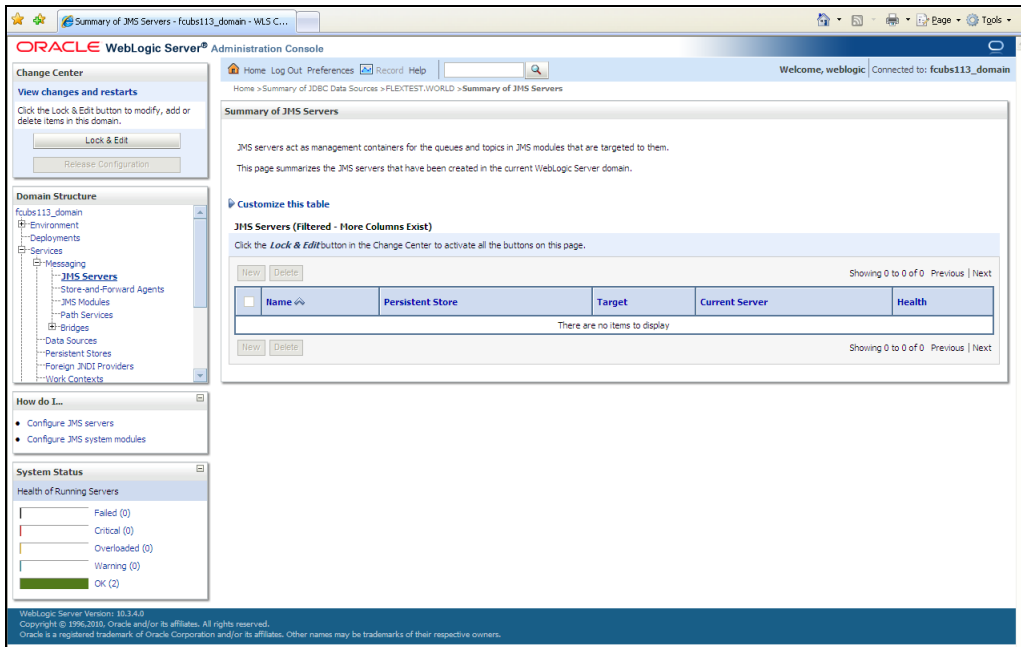 Summary of JMS Servers - fcubs113_domain - WLS C...
Page
Tools
ORACLE WebLogic Server® Administration Console
Change Center
View changes and restarts
Click the Lock & Edit button to modify, add or
delete items in this domain.
Lock & Edit
Release Configuration
Domain Structure
fcubs113_domain
Environment
Deployments
Services
Messaging
JMS Servers
Store-and-Forward Agents
JMS Modules
Path Services
Bridges
Data Sources
Persistent Stores
Foreign JNDI Providers
Work Contexts
How do I...
Configure JMS servers
Configure JMS system modules
System Status
Health of Running Servers
Failed (0)
Critical (0)
Overloaded (0)
Warning (0)
OK (2)
Home Log Out Preferences Record Help
Welcome, weblogic Connected to: fcubs113_domain
Home >Summary of JDBC Data Sources >FLEXTEST.WORLD >Summary of JMS Servers
Summary of JMS Servers
JMS servers act as management containers for the queues and topics in JMS modules that are targeted to them.
This page summarizes the JMS servers that have been created in the current WebLogic Server domain.
Customize this table
JMS Servers (Filtered - More Columns Exist)
Click the Lock & Edit button in the Change Center to activate all the buttons on this page.
New Delete Showing 0 to 0 of 0 Previous | Next
Name Persistent Store Target Current Server Health
There are no items to display
New Delete Showing 0 to 0 of 0 Previous | Next
WebLogic Server Version: 10.3.4.0
Copyright © 1996,2010, Oracle and/or its affiliates. All rights reserved.
Oracle is a registered trademark of Oracle Corporation and/or its affiliates. Other names may be trademarks of their respective owners.